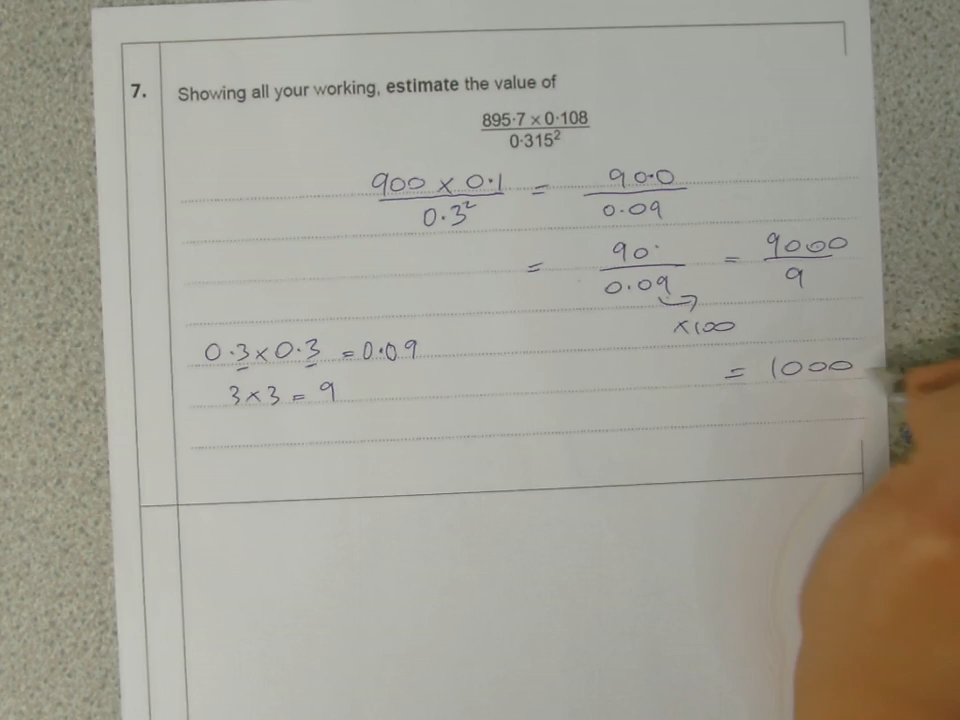 7. Showing all your working, estimate the value of
895·7 × 0·108
0·315²
900 × 0.1 = 90.0
0.3² 0.09
= 90. = 9000
0.09 9
×100
0.3×0.3 = 0.09
= 1000
3×3 = 9